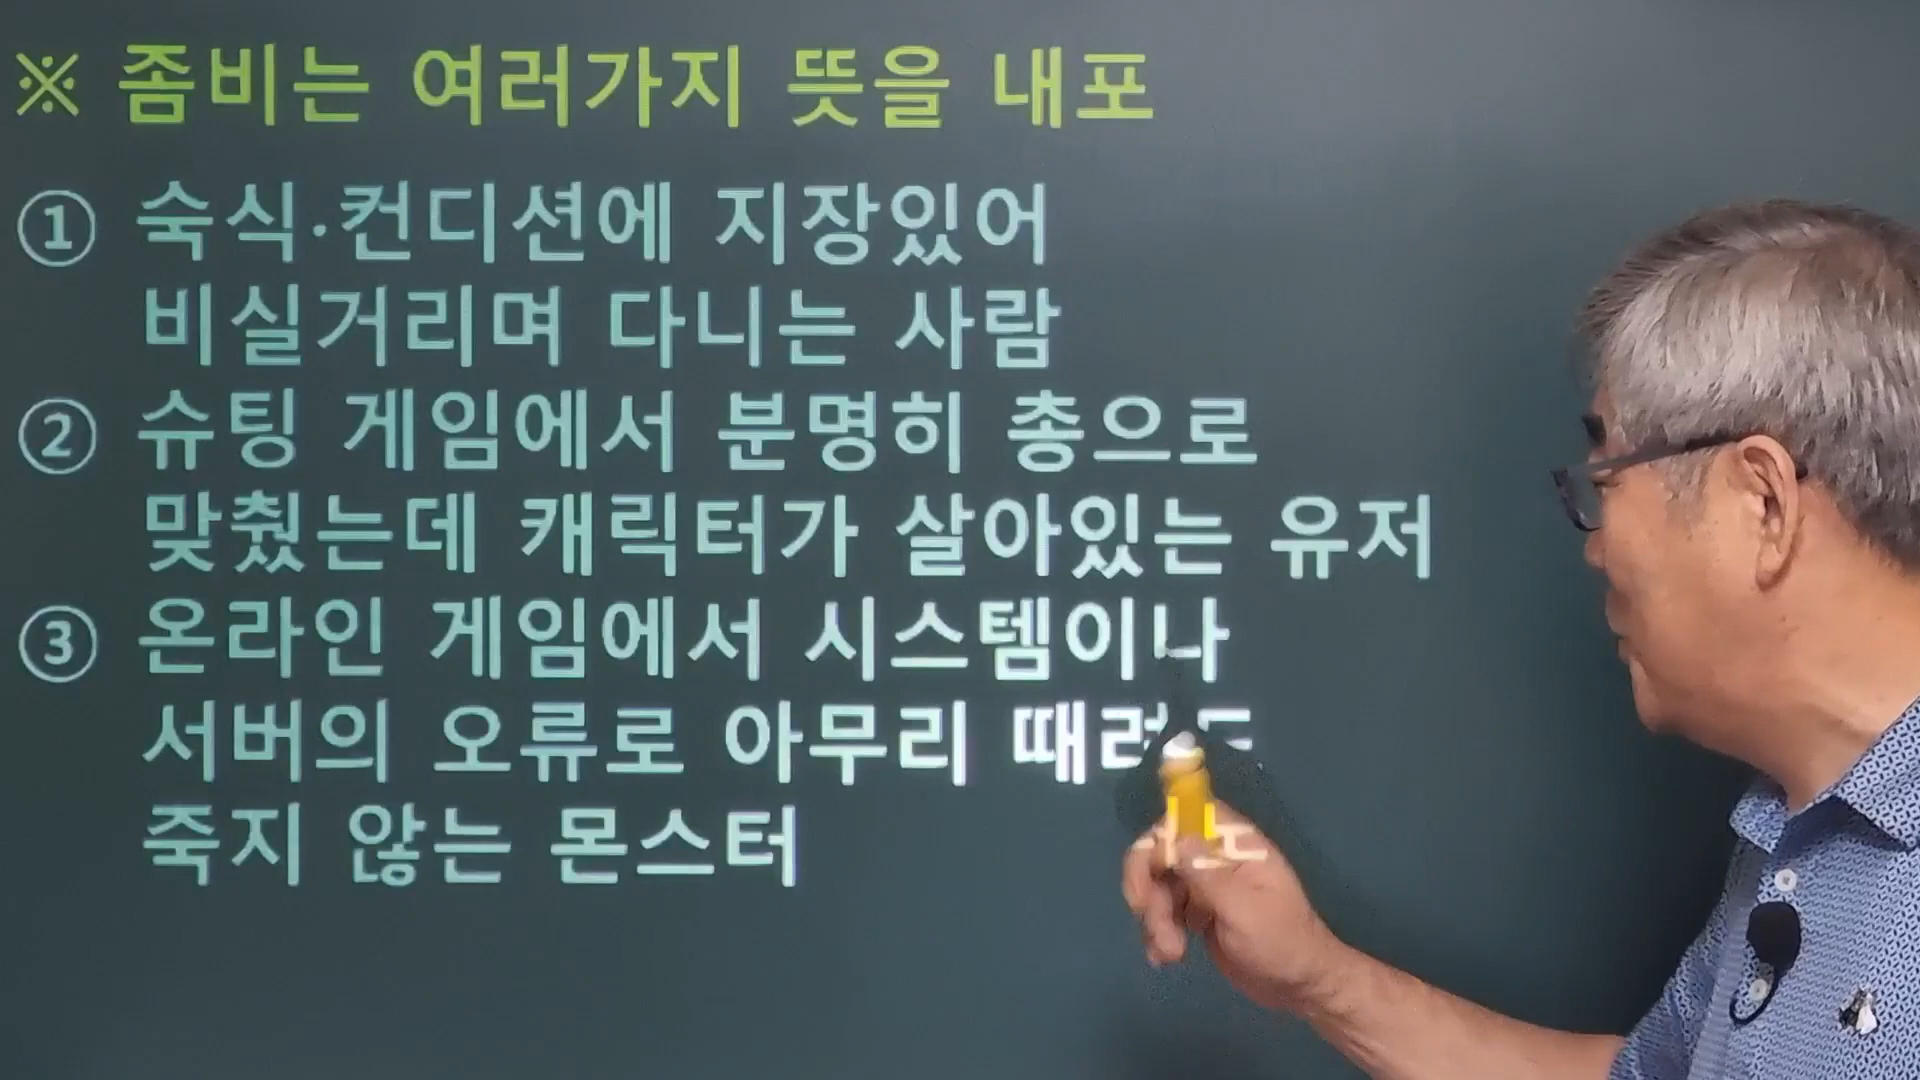 ※ 좀비는 여러가지 뜻을 내포
① 숙식·컨디션에 지장있어
비실거리며 다니는 사람
② 슈팅 게임에서 분명히 총으로
맞췄는데 캐릭터가 살아있는 유저
③ 온라인 게임에서 시스템이나
서버의 오류로 아무리 때려도
죽지 않는 몬스터